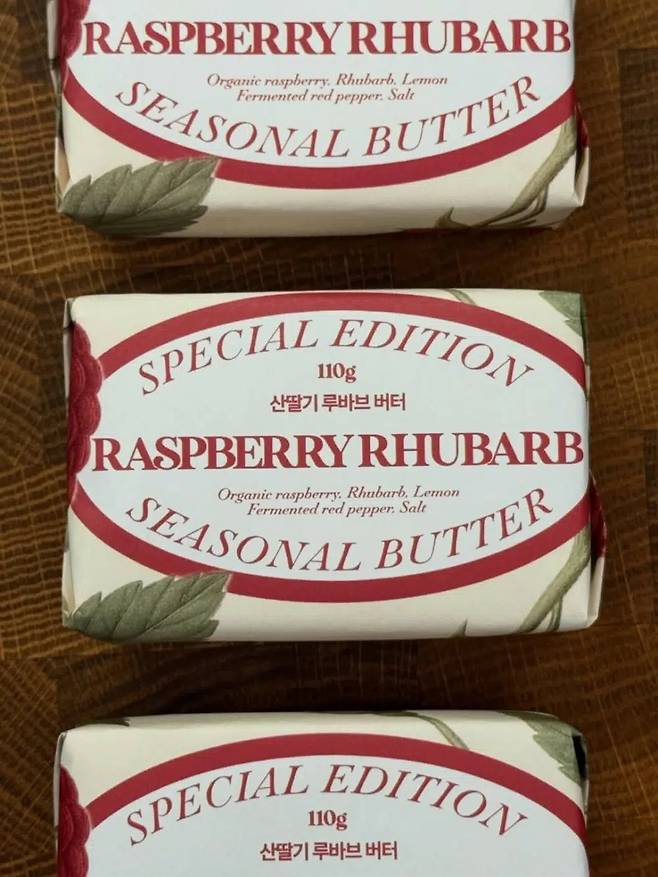 RASPBERRY RHUBARB
Organic raspberry, Rhubarb, Lemon
Fermented red pepper, Salt
SEASONAL BUTTER
SPECIAL EDITION
110g
산딸기 루바브 버터
RASPBERRY RHUBARB
Organic raspberry, Rhubarb, Lemon
Fermented red pepper, Salt
SEASONAL BUTTER
SPECIAL EDITION
110g
산딸기 루바브 버터